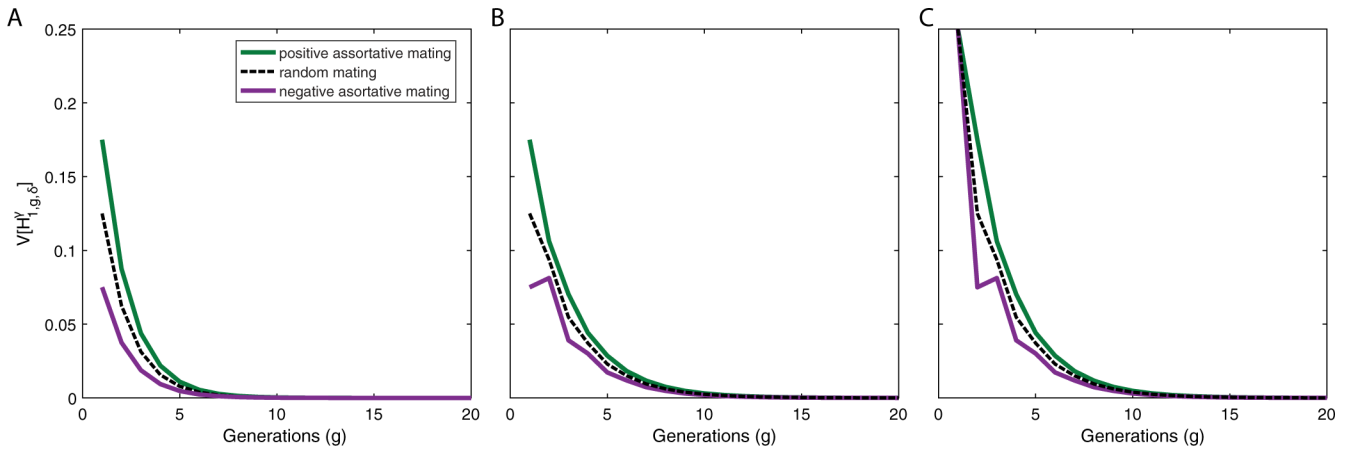 A
B
C
0.25
0.2
0.15
0.1
0.05
0
V[H^γ_{1,g,δ}]
positive assortative mating
random mating
negative asortative mating
0 5 10 15 20
0 5 10 15 20
0 5 10 15 20
Generations (g)
Generations (g)
Generations (g)